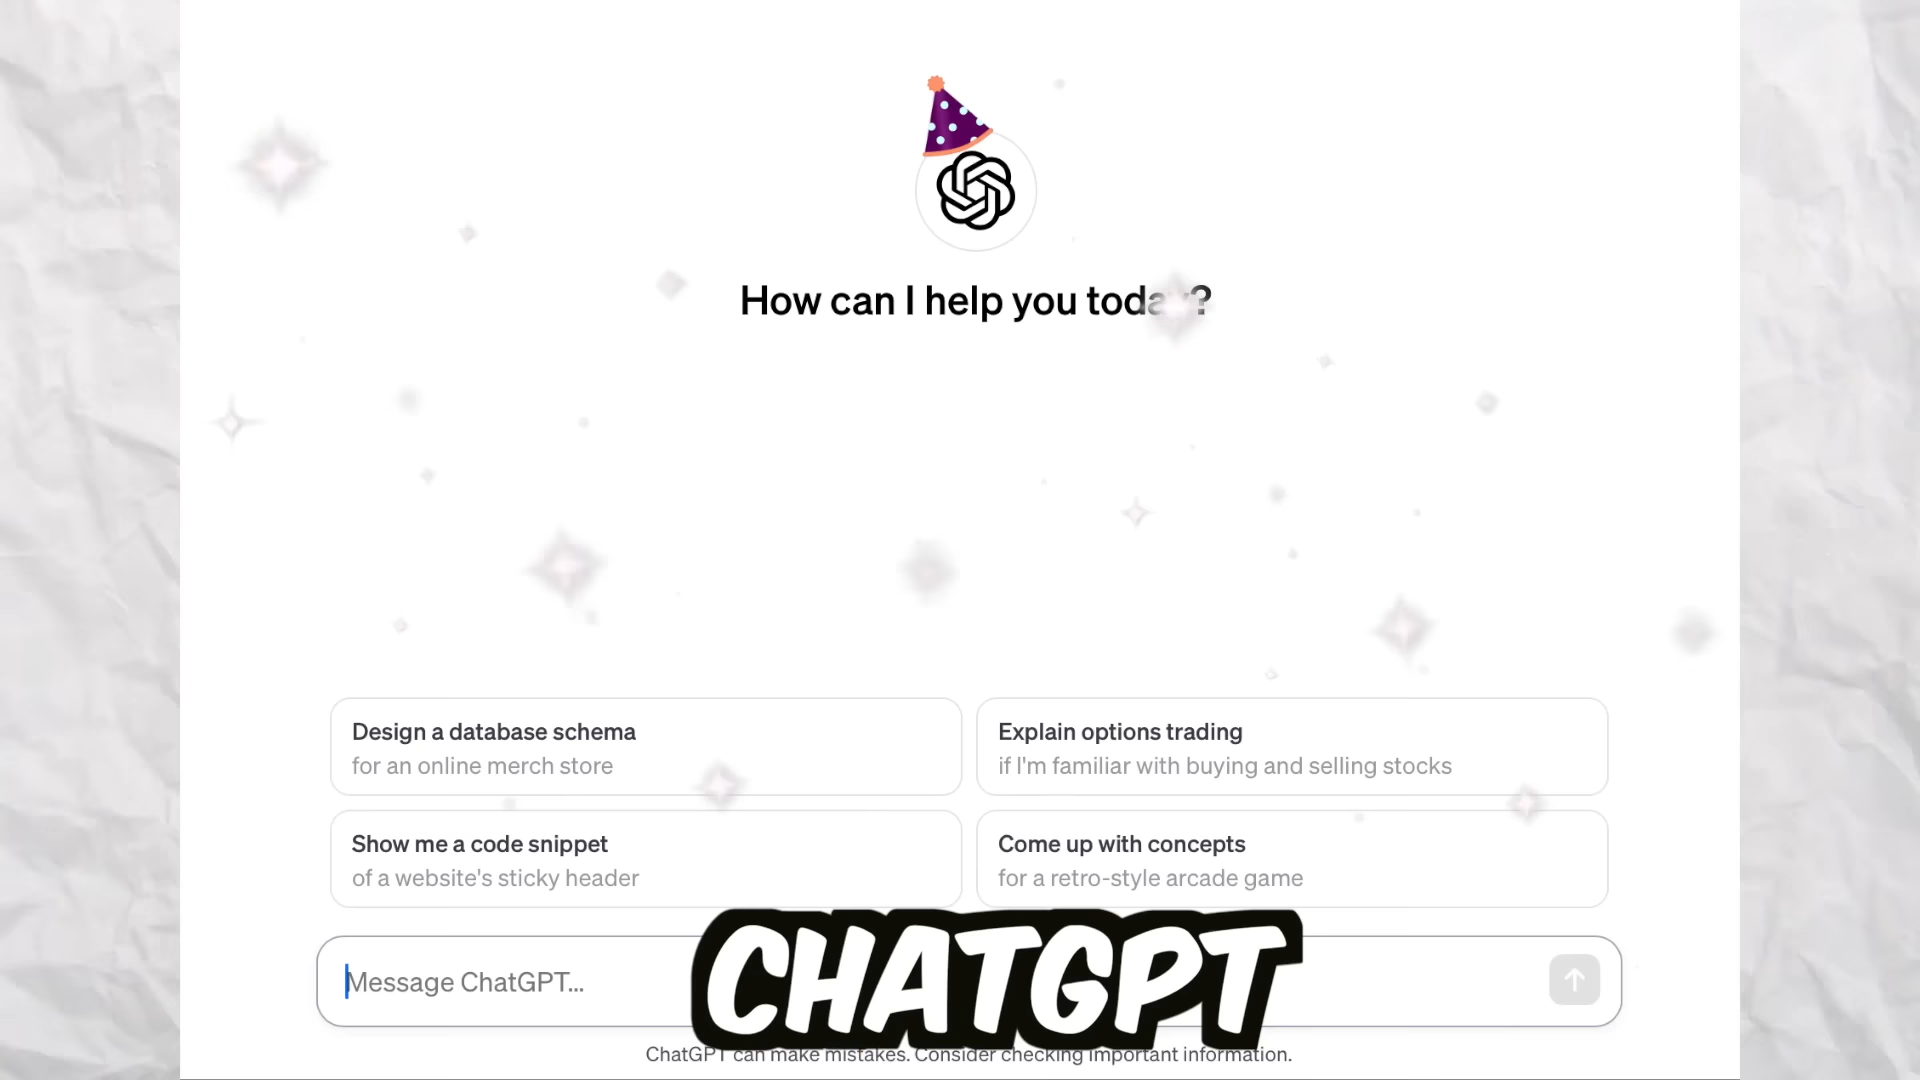 How can I help you today?
Design a database schema
for an online merch store
Explain options trading
if I'm familiar with buying and selling stocks
Show me a code snippet
of a website's sticky header
Come up with concepts
for a retro-style arcade game
Message ChatGPT...
CHATGPT
ChatGPT can make mistakes. Consider checking important information.